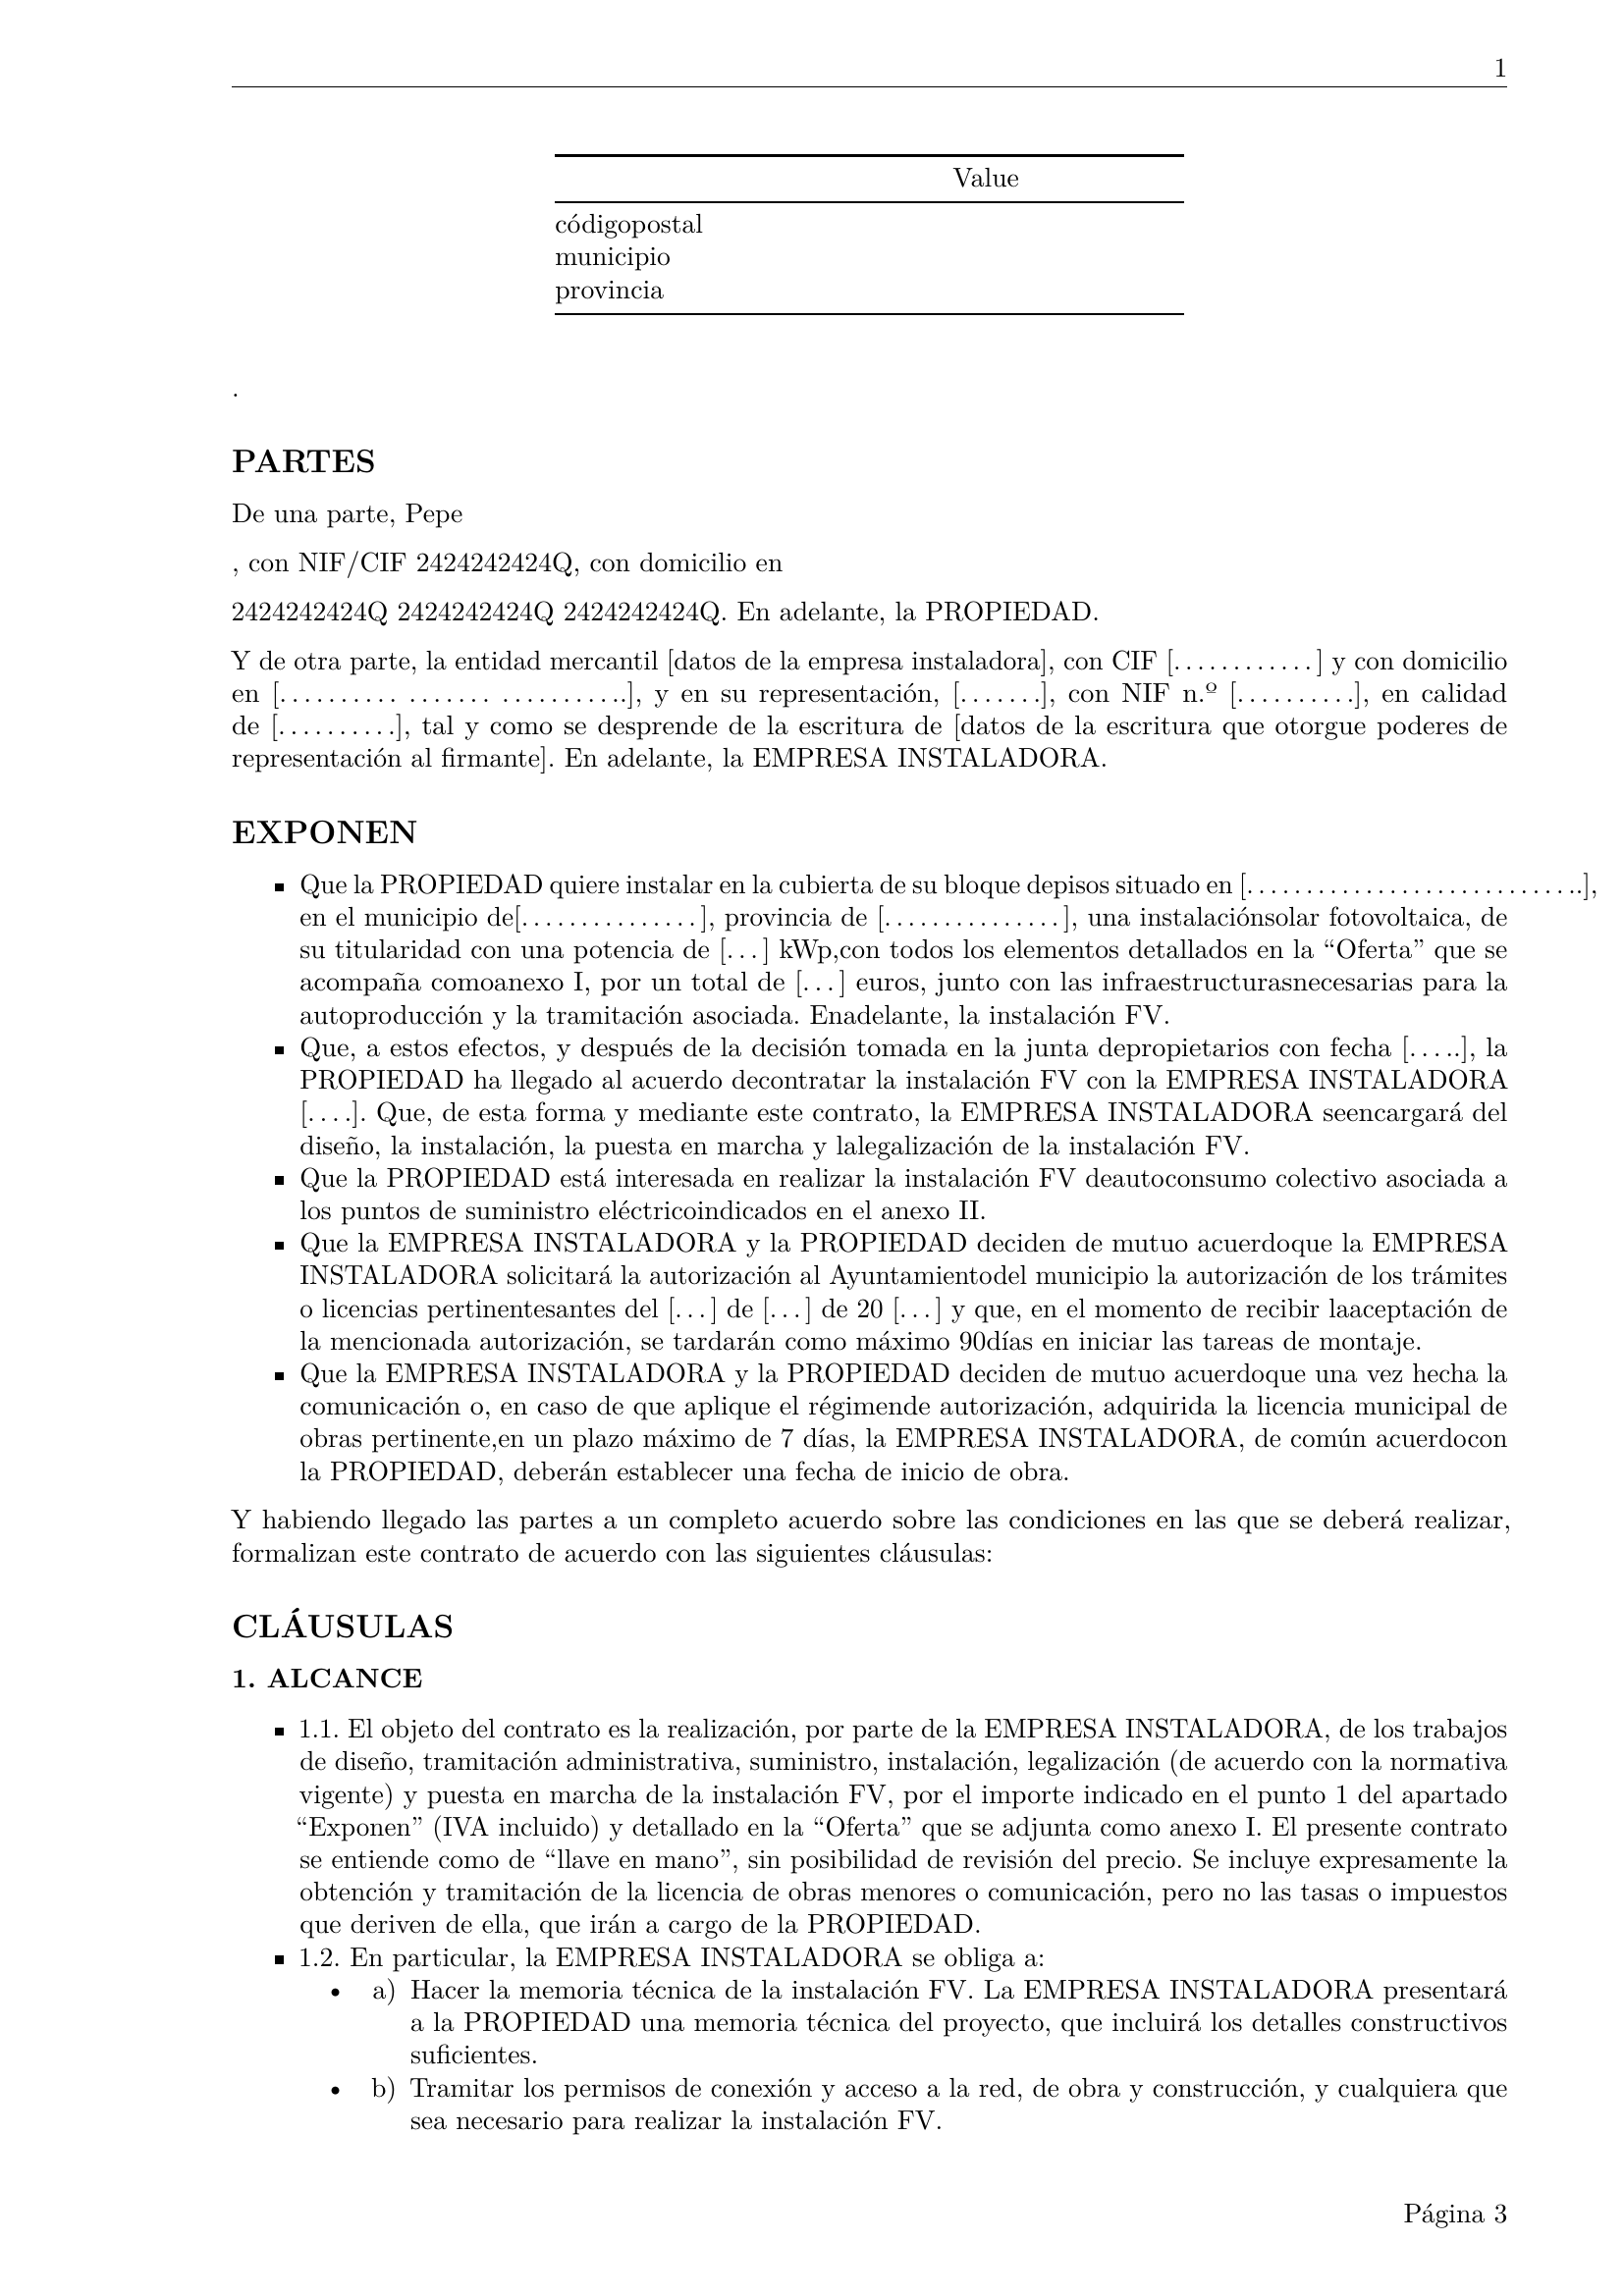 1
Value
códigopostal
municipio
provincia
.
PARTES
De una parte, Pepe
, con NIF/CIF 2424242424Q, con domicilio en
2424242424Q 2424242424Q 2424242424Q. En adelante, la PROPIEDAD.
Y de otra parte, la entidad mercantil [datos de la empresa instaladora], con CIF [. . . . . . . . . . . . ] y con domicilio
en [. . . . . . . . . . . . . . . . . . . . . . . . . . . .], y en su representación, [. . . . . . .], con NIF n.º [. . . . . . . . . .], en calidad
de [. . . . . . . . . .], tal y como se desprende de la escritura de [datos de la escritura que otorgue poderes de
representación al firmante]. En adelante, la EMPRESA INSTALADORA.
EXPONEN
▪ Que la PROPIEDAD quiere instalar en la cubierta de su bloque depisos situado en [. . . . . . . . . . . . . . . . . . . . . . . . . . . . .],
en el municipio de[. . . . . . . . . . . . . . . ], provincia de [. . . . . . . . . . . . . . . ], una instalaciónsolar fotovoltaica, de
su titularidad con una potencia de [. . . ] kWp,con todos los elementos detallados en la “Oferta” que se
acompaña comoanexo I, por un total de [. . . ] euros, junto con las infraestructurasnecesarias para la
autoproducción y la tramitación asociada. Enadelante, la instalación FV.
▪ Que, a estos efectos, y después de la decisión tomada en la junta depropietarios con fecha [. . . ..], la
PROPIEDAD ha llegado al acuerdo decontratar la instalación FV con la EMPRESA INSTALADORA
[. . . .]. Que, de esta forma y mediante este contrato, la EMPRESA INSTALADORA seencargará del
diseño, la instalación, la puesta en marcha y lalegalización de la instalación FV.
▪ Que la PROPIEDAD está interesada en realizar la instalación FV deautoconsumo colectivo asociada a
los puntos de suministro eléctricoindicados en el anexo II.
▪ Que la EMPRESA INSTALADORA y la PROPIEDAD deciden de mutuo acuerdoque la EMPRESA
INSTALADORA solicitará la autorización al Ayuntamientodel municipio la autorización de los trámites
o licencias pertinentesantes del [. . . ] de [. . . ] de 20 [. . . ] y que, en el momento de recibir laaceptación de
la mencionada autorización, se tardarán como máximo 90días en iniciar las tareas de montaje.
▪ Que la EMPRESA INSTALADORA y la PROPIEDAD deciden de mutuo acuerdoque una vez hecha la
comunicación o, en caso de que aplique el régimende autorización, adquirida la licencia municipal de
obras pertinente,en un plazo máximo de 7 días, la EMPRESA INSTALADORA, de común acuerdocon
la PROPIEDAD, deberán establecer una fecha de inicio de obra.
Y habiendo llegado las partes a un completo acuerdo sobre las condiciones en las que se deberá realizar,
formalizan este contrato de acuerdo con las siguientes cláusulas:
CLÁUSULAS
1. ALCANCE
▪ 1.1. El objeto del contrato es la realización, por parte de la EMPRESA INSTALADORA, de los trabajos
de diseño, tramitación administrativa, suministro, instalación, legalización (de acuerdo con la normativa
vigente) y puesta en marcha de la instalación FV, por el importe indicado en el punto 1 del apartado
“Exponen” (IVA incluido) y detallado en la “Oferta” que se adjunta como anexo I. El presente contrato
se entiende como de “llave en mano”, sin posibilidad de revisión del precio. Se incluye expresamente la
obtención y tramitación de la licencia de obras menores o comunicación, pero no las tasas o impuestos
que deriven de ella, que irán a cargo de la PROPIEDAD.
▪ 1.2. En particular, la EMPRESA INSTALADORA se obliga a:
• a) Hacer la memoria técnica de la instalación FV. La EMPRESA INSTALADORA presentará
a la PROPIEDAD una memoria técnica del proyecto, que incluirá los detalles constructivos
suficientes.
• b) Tramitar los permisos de conexión y acceso a la red, de obra y construcción, y cualquiera que
sea necesario para realizar la instalación FV.
Página 3